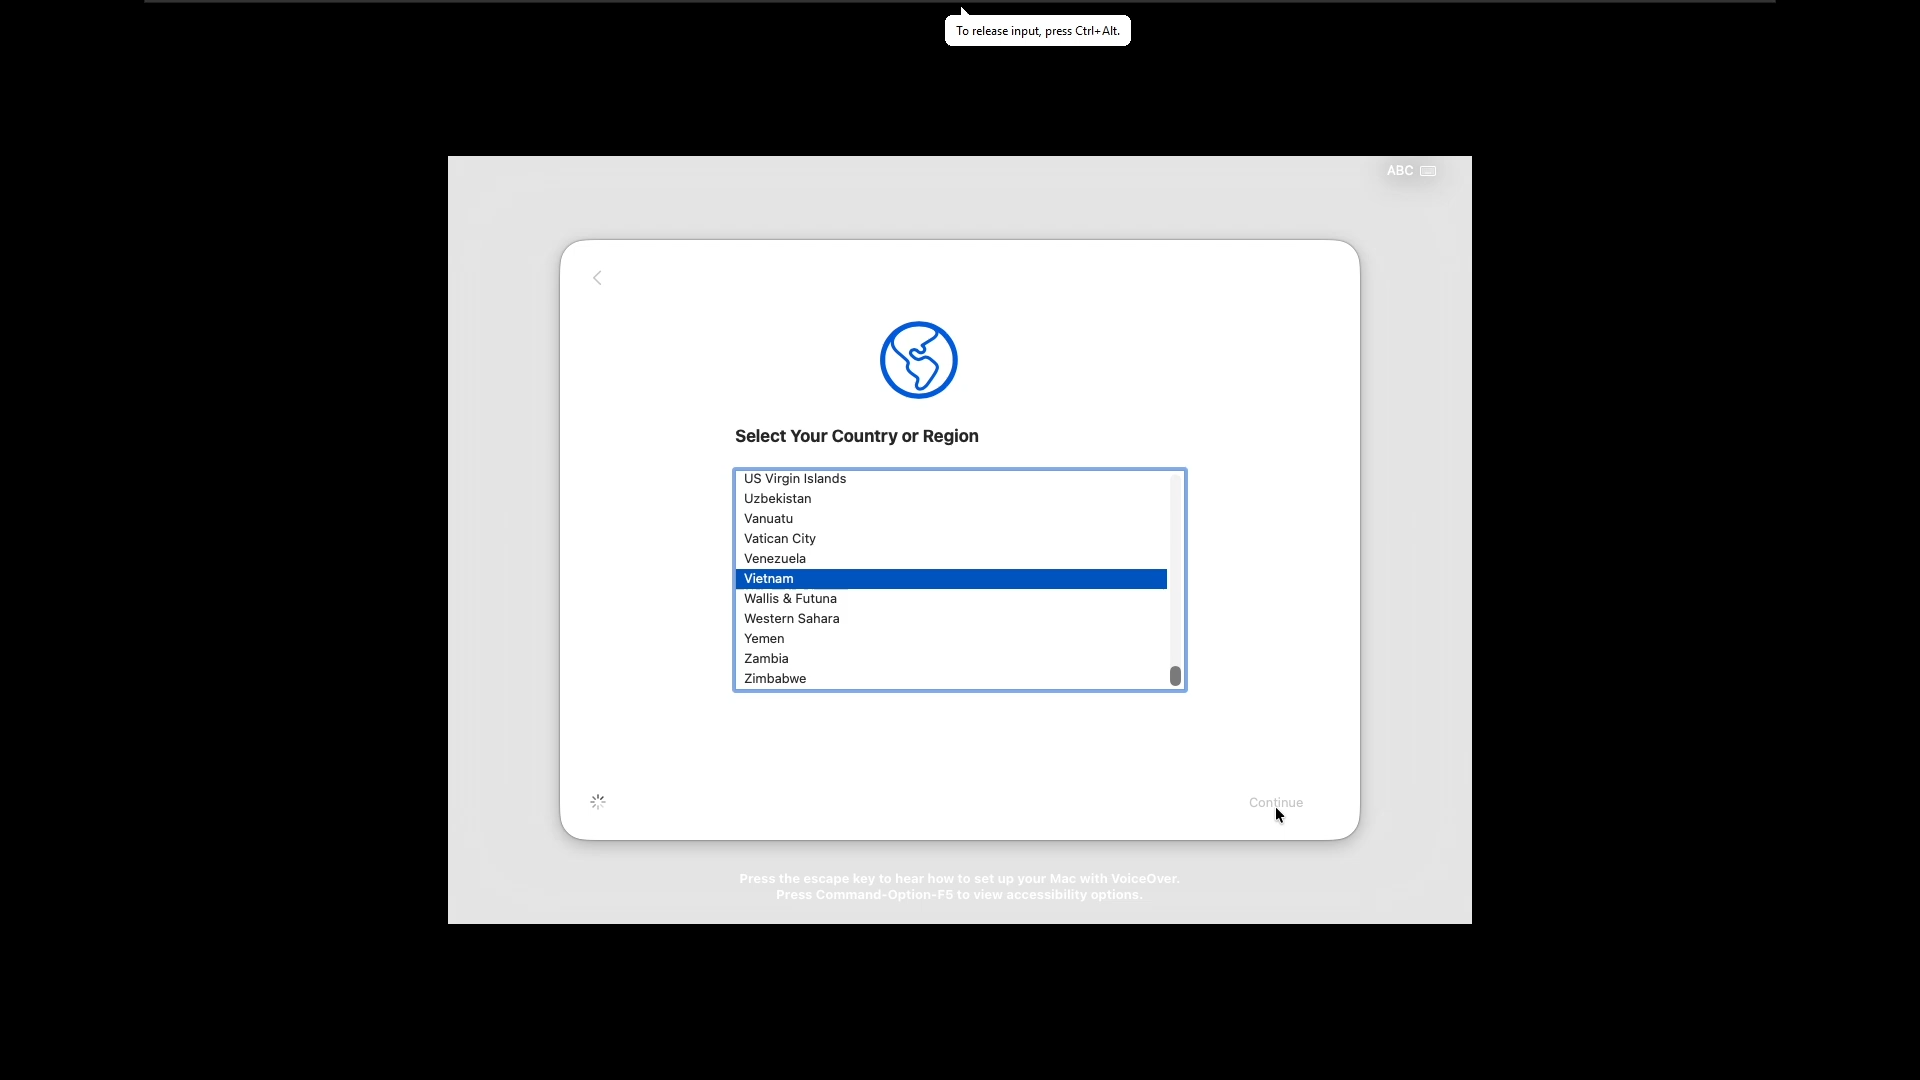 To release input, press Ctrl+Alt.
ABC
Select Your Country or Region
US Virgin Islands
Uzbekistan
Vanuatu
Vatican City
Venezuela
Vietnam
Wallis & Futuna
Western Sahara
Yemen
Zambia
Zimbabwe
Continue
Press the escape key to hear how to set up your Mac with VoiceOver.
Press Command-Option-F5 to view accessibility options.